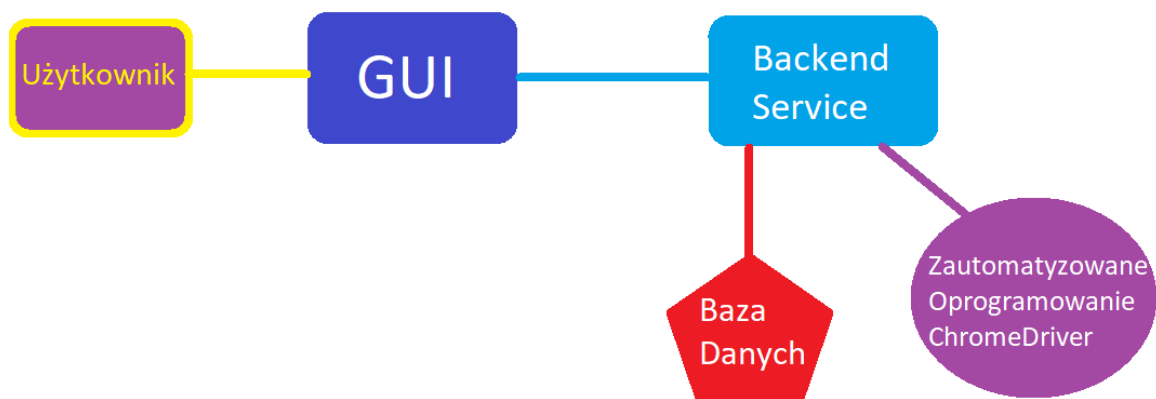 Użytkownik
GUI
Backend
Service
Baza
Danych
Zautomatyzowane
Oprogramowanie
ChromeDriver